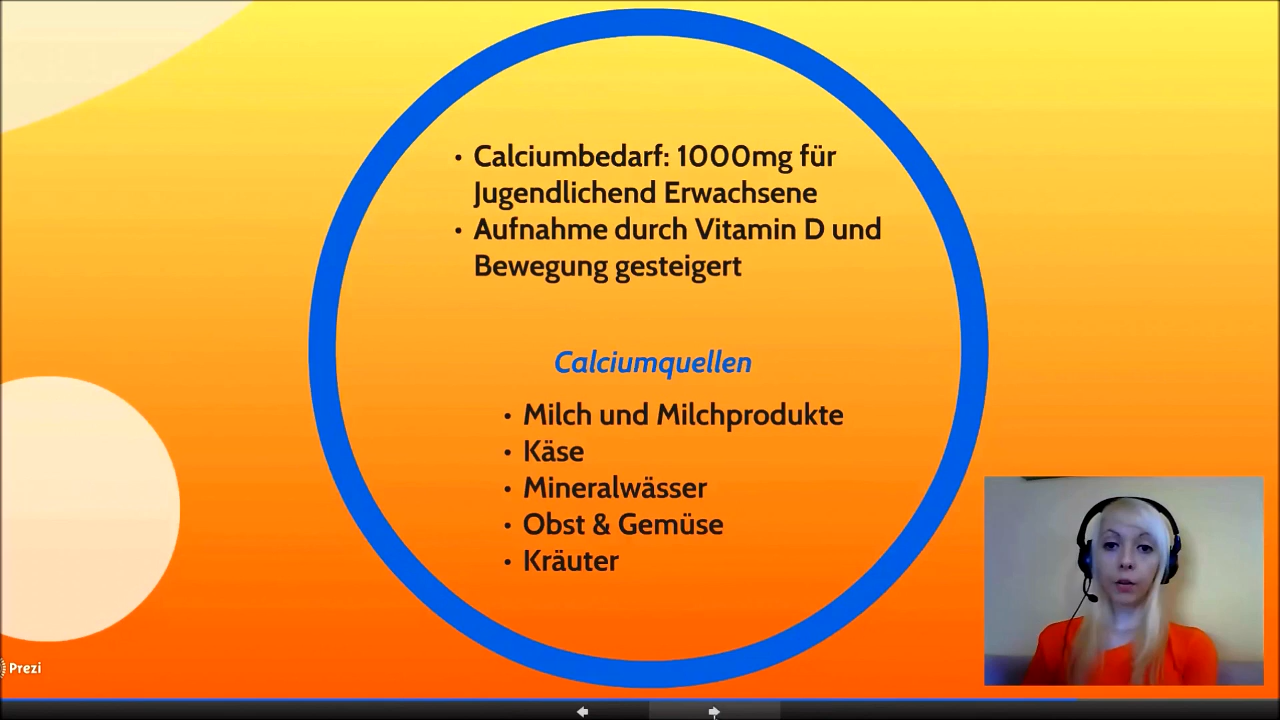 • Calciumbedarf: 1000mg für
Jugendlichend Erwachsene
• Aufnahme durch Vitamin D und
Bewegung gesteigert
Calciumquellen
• Milch und Milchprodukte
• Käse
• Mineralwässer
• Obst & Gemüse
• Kräuter
Prezi